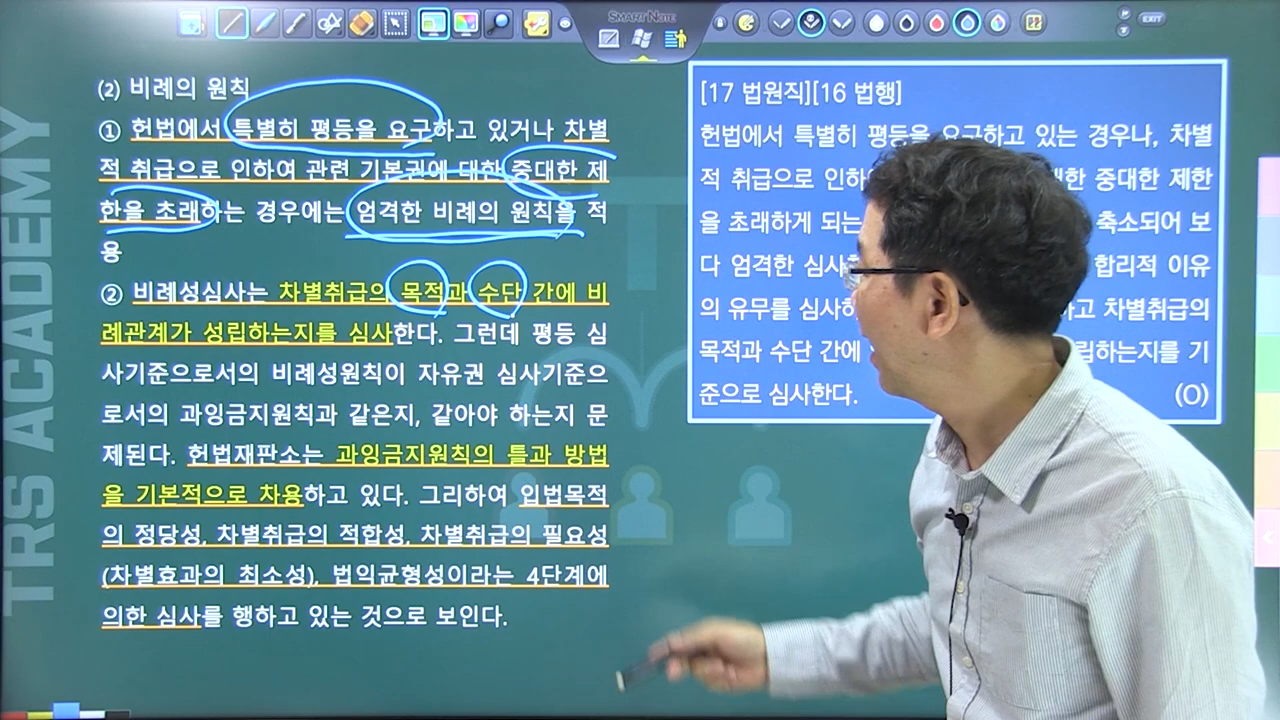 SMART NOTE
EXIT
(2) 비례의 원칙
① 헌법에서 특별히 평등을 요구하고 있거나 차별
적 취급으로 인하여 관련 기본권에 대한 중대한 제
한을 초래하는 경우에는 엄격한 비례의 원칙을 적
용
② 비례성심사는 차별취급의 목적과 수단 간에 비
례관계가 성립하는지를 심사한다. 그런데 평등 심
사기준으로서의 비례성원칙이 자유권 심사기준으
로서의 과잉금지원칙과 같은지, 같아야 하는지 문
제된다. 헌법재판소는 과잉금지원칙의 틀과 방법
을 기본적으로 차용하고 있다. 그리하여 입법목적
의 정당성, 차별취급의 적합성, 차별취급의 필요성
(차별효과의 최소성), 법익균형성이라는 4단계에
의한 심사를 행하고 있는 것으로 보인다.
[17 법원직][16 법행]
헌법에서 특별히 평등을 요구하고 있는 경우나, 차별
적 취급으로 인하 중대한 제한
을 초래하게 되는 축소되어 보
다 엄격한 심사 합리적 이유
의 유무를 심사하 차별취급의
목적과 수단 간에 기
준으로 심사한다. (O)
TRS ACADEMY